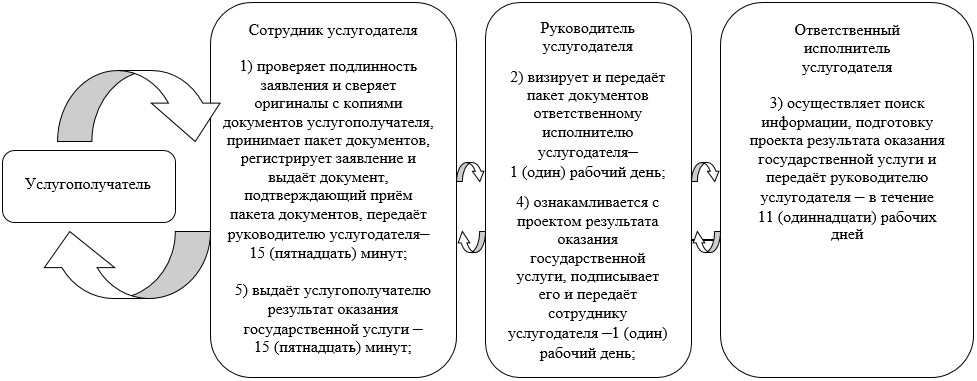 Услугополучатель
Сотрудник услугодателя
1) проверяет подлинность
заявления и сверяет
оригиналы с копиями
документов услугополучателя,
принимает пакет документов,
регистрирует заявление и
выдаёт документ,
подтверждающий приём
пакета документов, передаёт
руководителю услугодателя–
15 (пятнадцать) минут;
5) выдаёт услугополучателю
результат оказания
государственной услуги –
15 (пятнадцать) минут;
Руководитель
услугодателя
2) визирует и передаёт
пакет документов
ответственному
исполнителю
услугодателя–
1 (один) рабочий день;
4) ознакамливается с
проектом результата
оказания
государственной
услуги, подписывает
его и передаёт
сотруднику
услугодателя –1 (один)
рабочий день;
Ответственный
исполнитель
услугодателя
3) осуществляет поиск
информации, подготовку
проекта результата оказания
государственной услуги и
передаёт руководителю
услугодателя – в течение
11 (одиннадцати) рабочих
дней